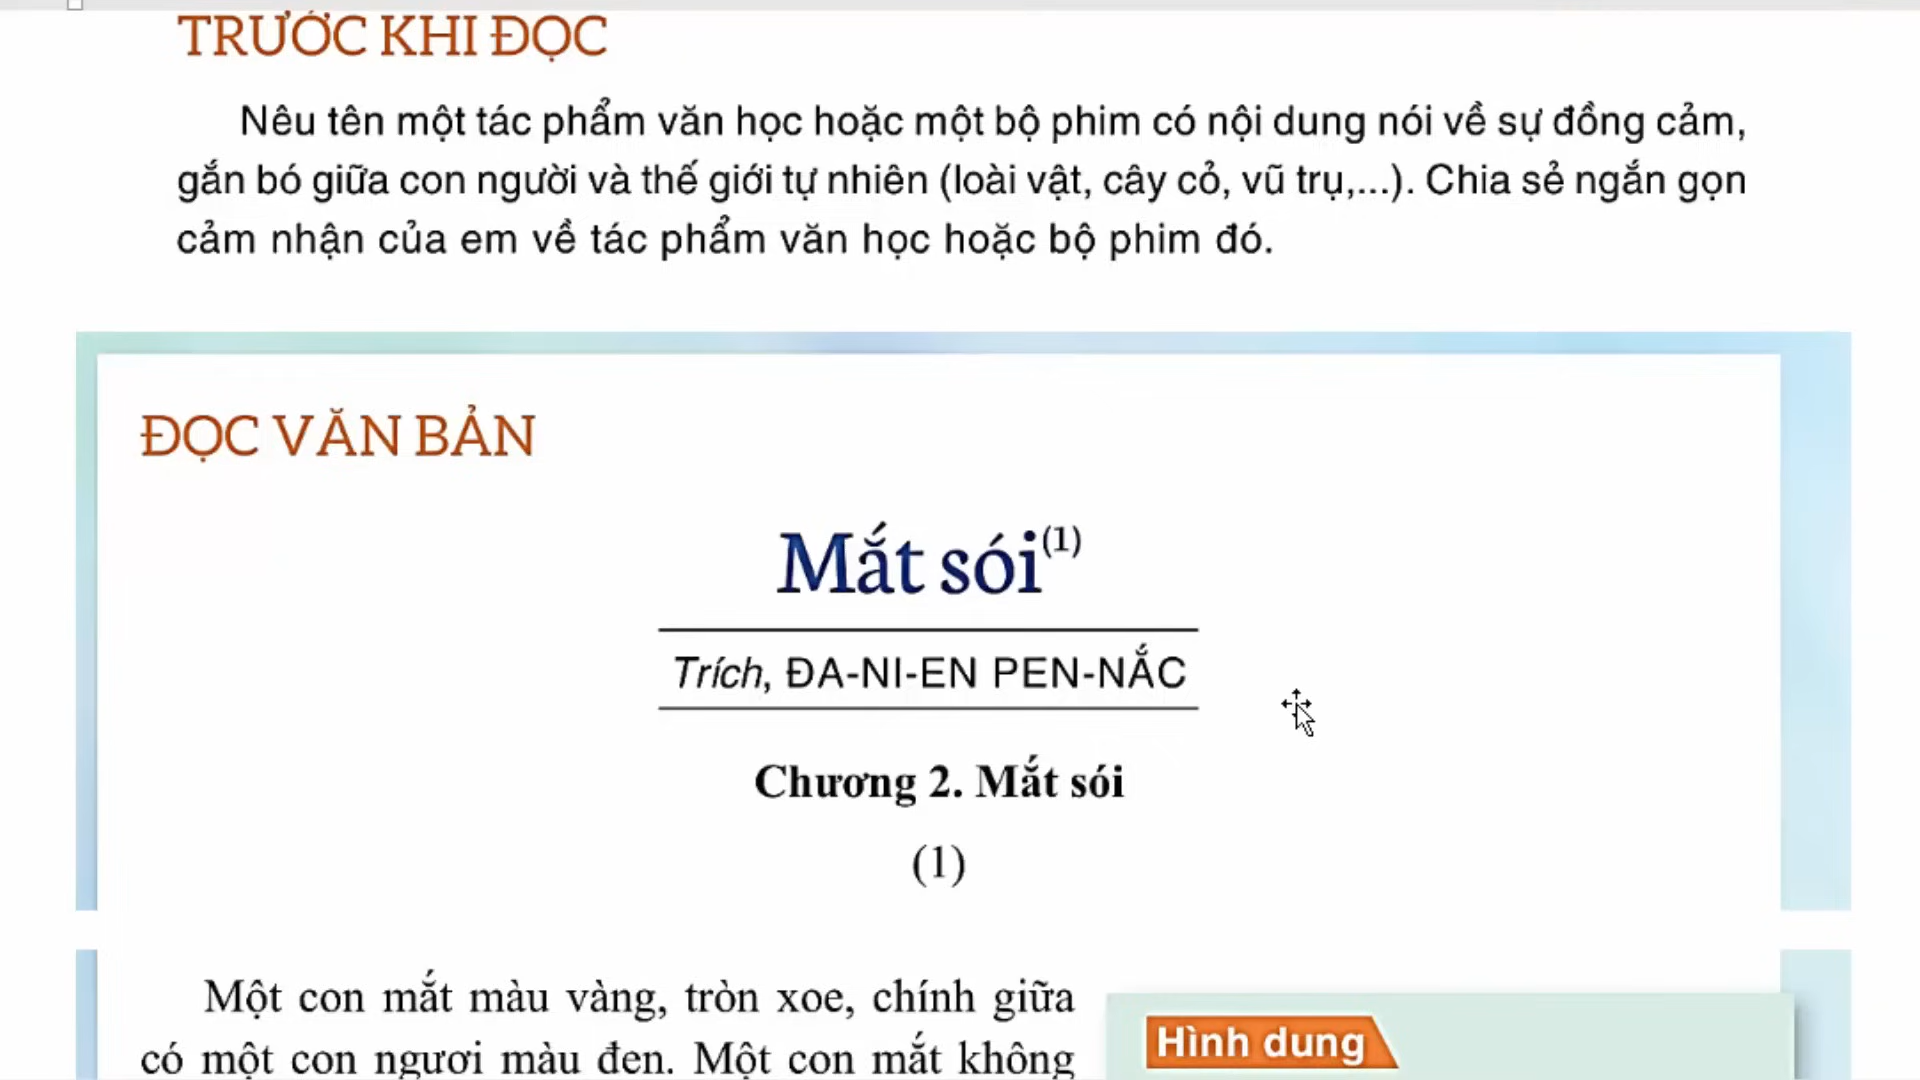 TRƯỚC KHI ĐỌC
Nêu tên một tác phẩm văn học hoặc một bộ phim có nội dung nói về sự đồng cảm,
gắn bó giữa con người và thế giới tự nhiên (loài vật, cây cỏ, vũ trụ,...). Chia sẻ ngắn gọn
cảm nhận của em về tác phẩm văn học hoặc bộ phim đó.
ĐỌC VĂN BẢN
Mắt sói(1)
Trích, ĐA-NI-EN PEN-NẮC
Chương 2. Mắt sói
(1)
Một con mắt màu vàng, tròn xoe, chính giữa
có một con ngươi màu đen. Một con mắt không
Hình dung